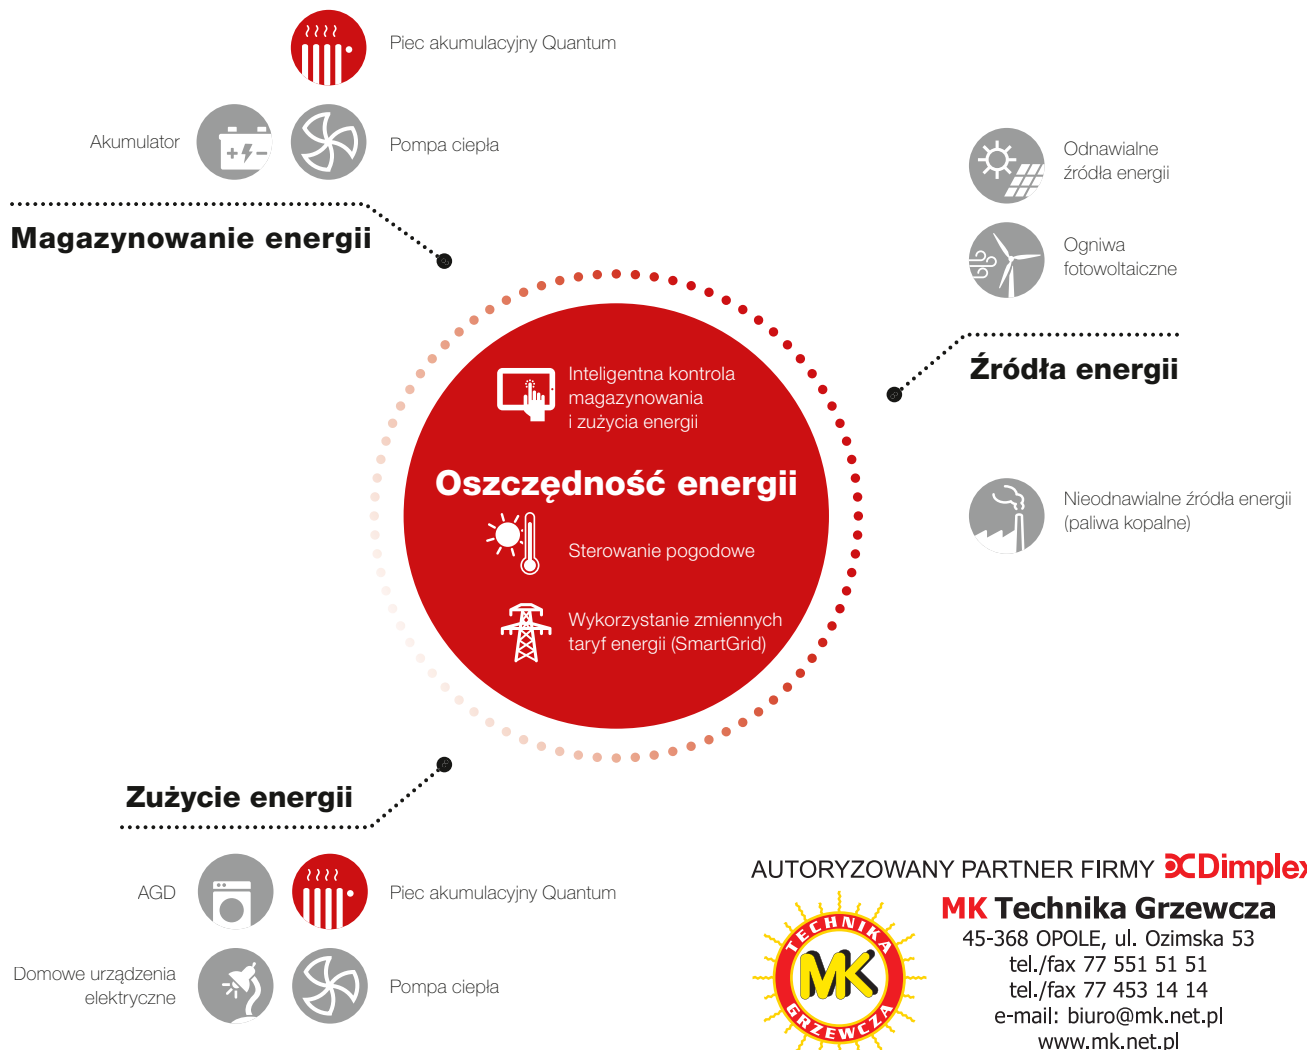 Piec akumulacyjny Quantum
Akumulator
Pompa ciepła
Magazynowanie energii
Odnawialne
źródła energii
Ogniwa
fotowoltaiczne
Źródła energii
Nieodnawialne źródła energii
(paliwa kopalne)
Inteligentna kontrola
magazynowania
i zużycia energii
Oszczędność energii
Sterowanie pogodowe
Wykorzystanie zmiennych
taryf energii (SmartGrid)
Zużycie energii
AGD
Piec akumulacyjny Quantum
Domowe urządzenia
elektryczne
Pompa ciepła
AUTORYZOWANY PARTNER FIRMY Dimplex
TECHNIKA
MK
GRZEWCZA
MK Technika Grzewcza
45-368 OPOLE, ul. Ozimska 53
tel./fax 77 551 51 51
tel./fax 77 453 14 14
e-mail: biuro@mk.net.pl
www.mk.net.pl